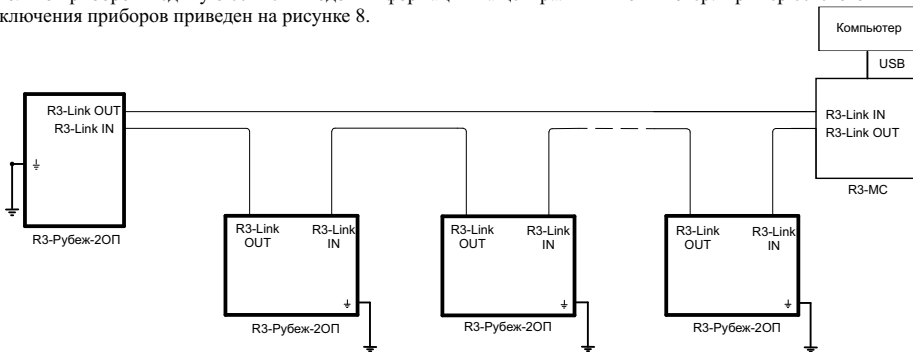 ключения приборов приведен на рисунке 8.
Компьютер
USB
R3-Link OUT
R3-Link IN
R3-Рубеж-2ОП
R3-Link IN
R3-Link OUT
R3-МС
R3-Link
OUT
R3-Link
IN
R3-Рубеж-2ОП
R3-Link
OUT
R3-Link
IN
R3-Рубеж-2ОП
R3-Link
OUT
R3-Link
IN
R3-Рубеж-2ОП